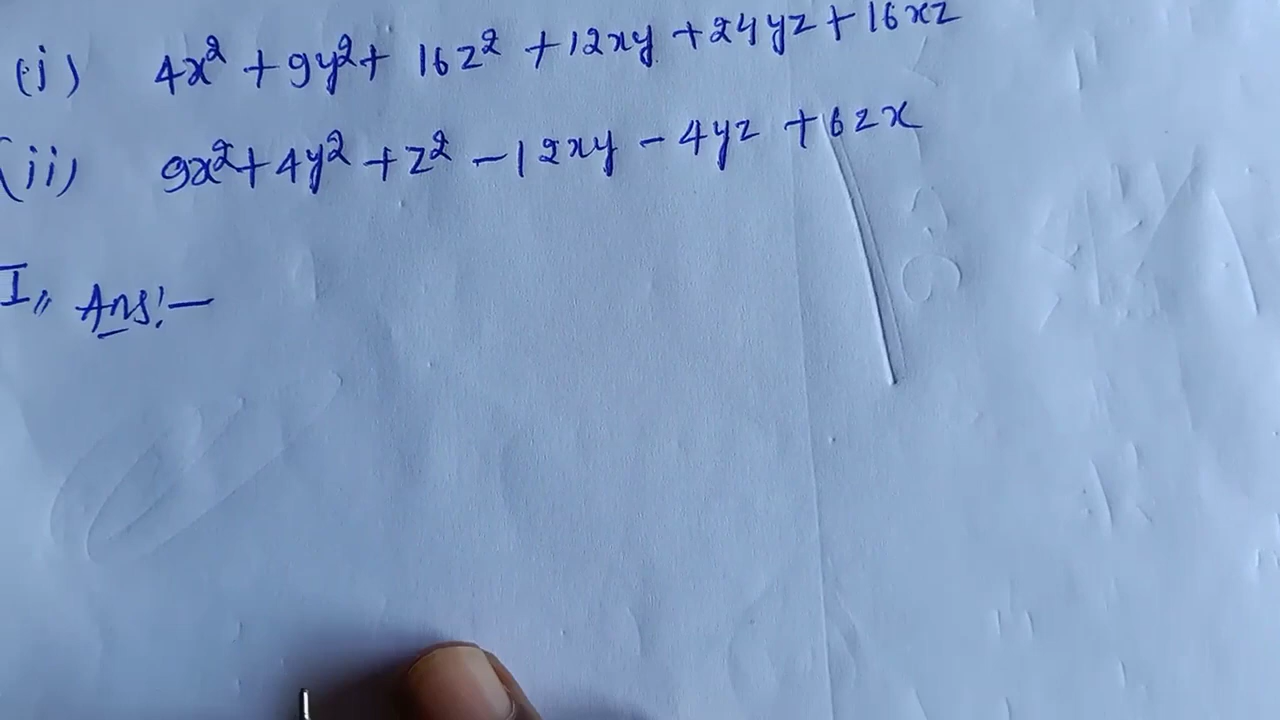 (i) 4x² + 9y² + 16z² + 12xy + 24yz + 16xz
(ii) 9x² + 4y² + z² - 12xy - 4yz + 6zx
I,, Ans:-